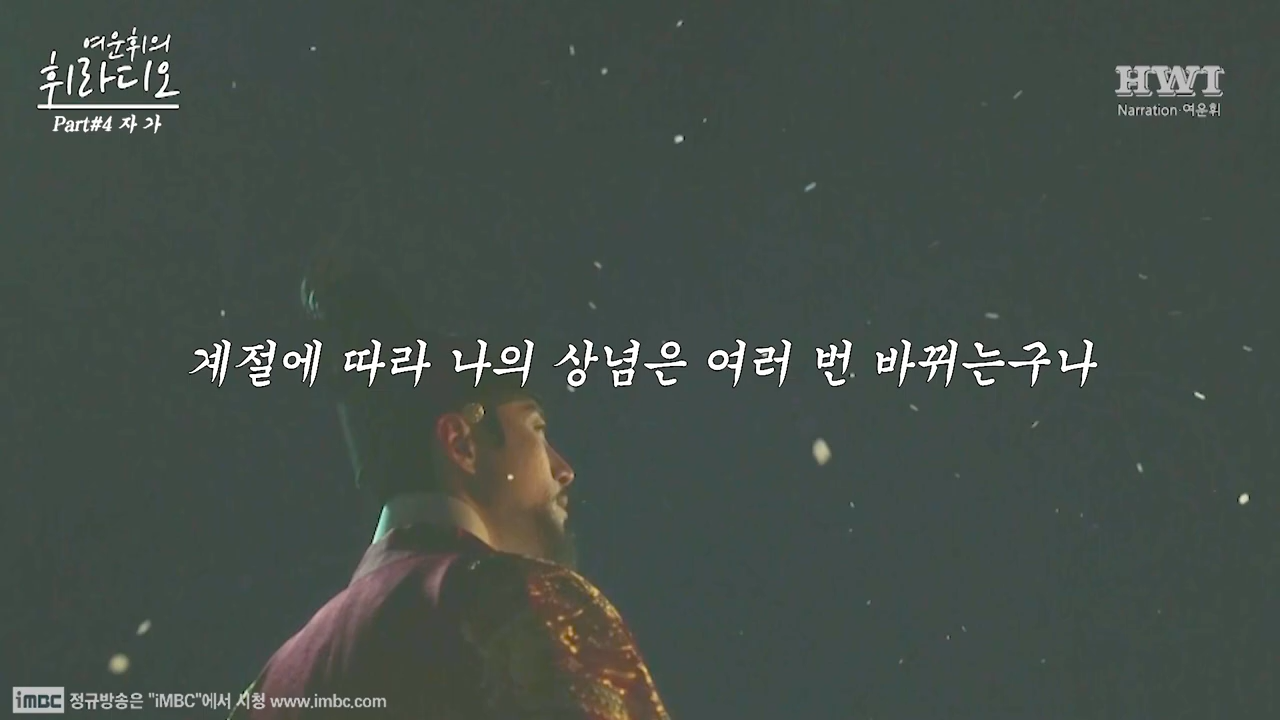 여운휘의
휘라디오
Part#4 자가
HWI
Narration·여운휘
계절에 따라 나의 상념은 여러 번 바뀌는구나
iMBC 정규방송은 "iMBC"에서 시청 www.imbc.com